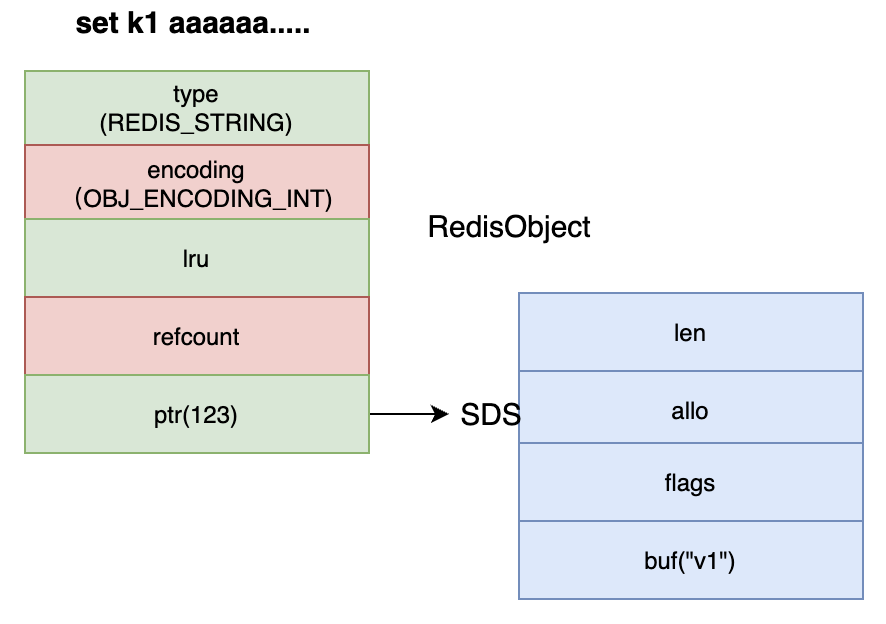 set k1 aaaaaa.....
type
(REDIS_STRING)
encoding
（OBJ_ENCODING_INT)
lru
refcount
ptr(123)
RedisObject
SDS
len
allo
flags
buf("v1")